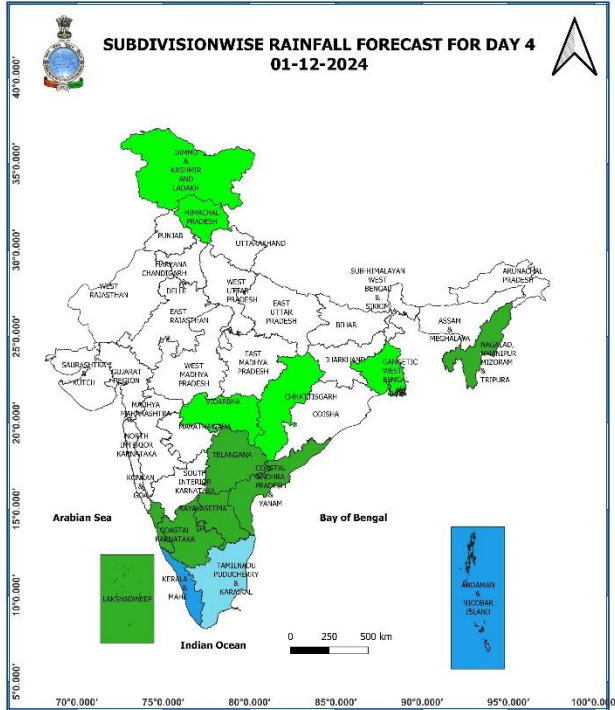 SUBDIVISIONWISE RAINFALL FORECAST FOR DAY 4
01-12-2024
40°0.000'
35°0.000'
30°0.000'
25°0.000'
20°0.000'
15°0.000'
10°0.000'
5°0.000'
JAMMU
&
KASHMIR
AND
LADAKH
HIMACHAL
PRADESH
PUNJAB
UTTARAKHAND
HARYANA
CHANDIGARH
&
DELHI
WEST
RAJASTHAN
WEST
UTTAR
PRADESH
EAST
RAJASTHAN
EAST
UTTAR
PRADESH
SUB-HIMALAYAN
WEST
BENGAL
&
SIKKIM
ARUNACHAL
PRADESH
ASSAM
&
MEGHALAYA
BIHAR
NAGALAD,
MANIPUR
MIZORAM
&
TRIPURA
SAURASHTRA
&
KUTCH
GUJARAT
REGION
WEST
MADHYA
PRADESH
EAST
MADHYA
PRADESH
JHARKHAND
GANGETIC
WEST
BENGAL
CHHATTISGARH
ODISHA
MADHYA
MAHARASHTRA
VIDARBHA
MARATHWADA
NORTH
INTERIOR
KARNATAKA
TELANGANA
COASTAL
ANDHRA
PRADESH
&
YANAM
KONKAN
&
GOA
SOUTH
INTERIOR
KARNATAKA
RAYALASEEMA
COASTAL
KARNATAKA
Arabian Sea
Bay of Bengal
TAMILNADU
PUDUCHERRY
&
KARAIKAL
KERALA
&
MAHE
LAKSHADWEEP
ANDAMAN
&
NICOBAR
ISLAND
Indian Ocean
0 250 500 km
70°0.000' 75°0.000' 80°0.000' 85°0.000' 90°0.000' 95°0.000' 100°0.000'